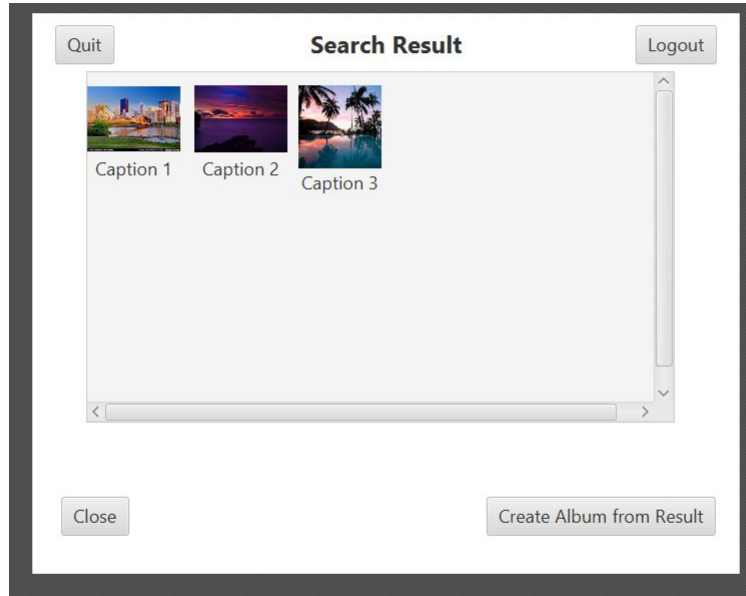 Quit
Search Result
Logout
Caption 1
Caption 2
Caption 3
Close
Create Album from Result